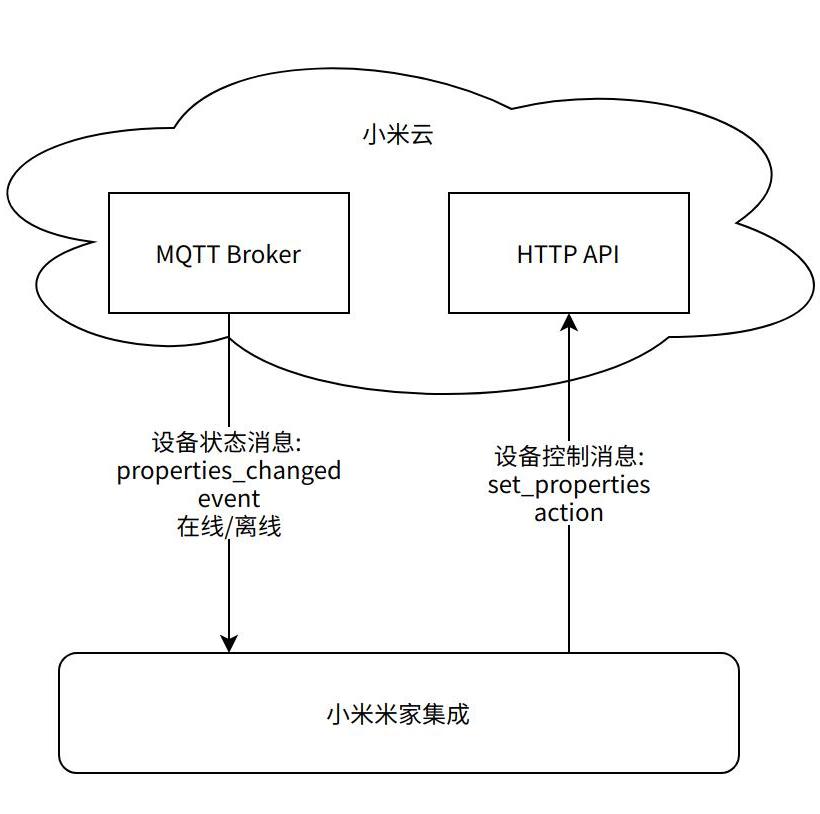 小米云
MQTT Broker
HTTP API
设备状态消息:
properties_changed
event
在线/离线
设备控制消息:
set_properties
action
小米米家集成